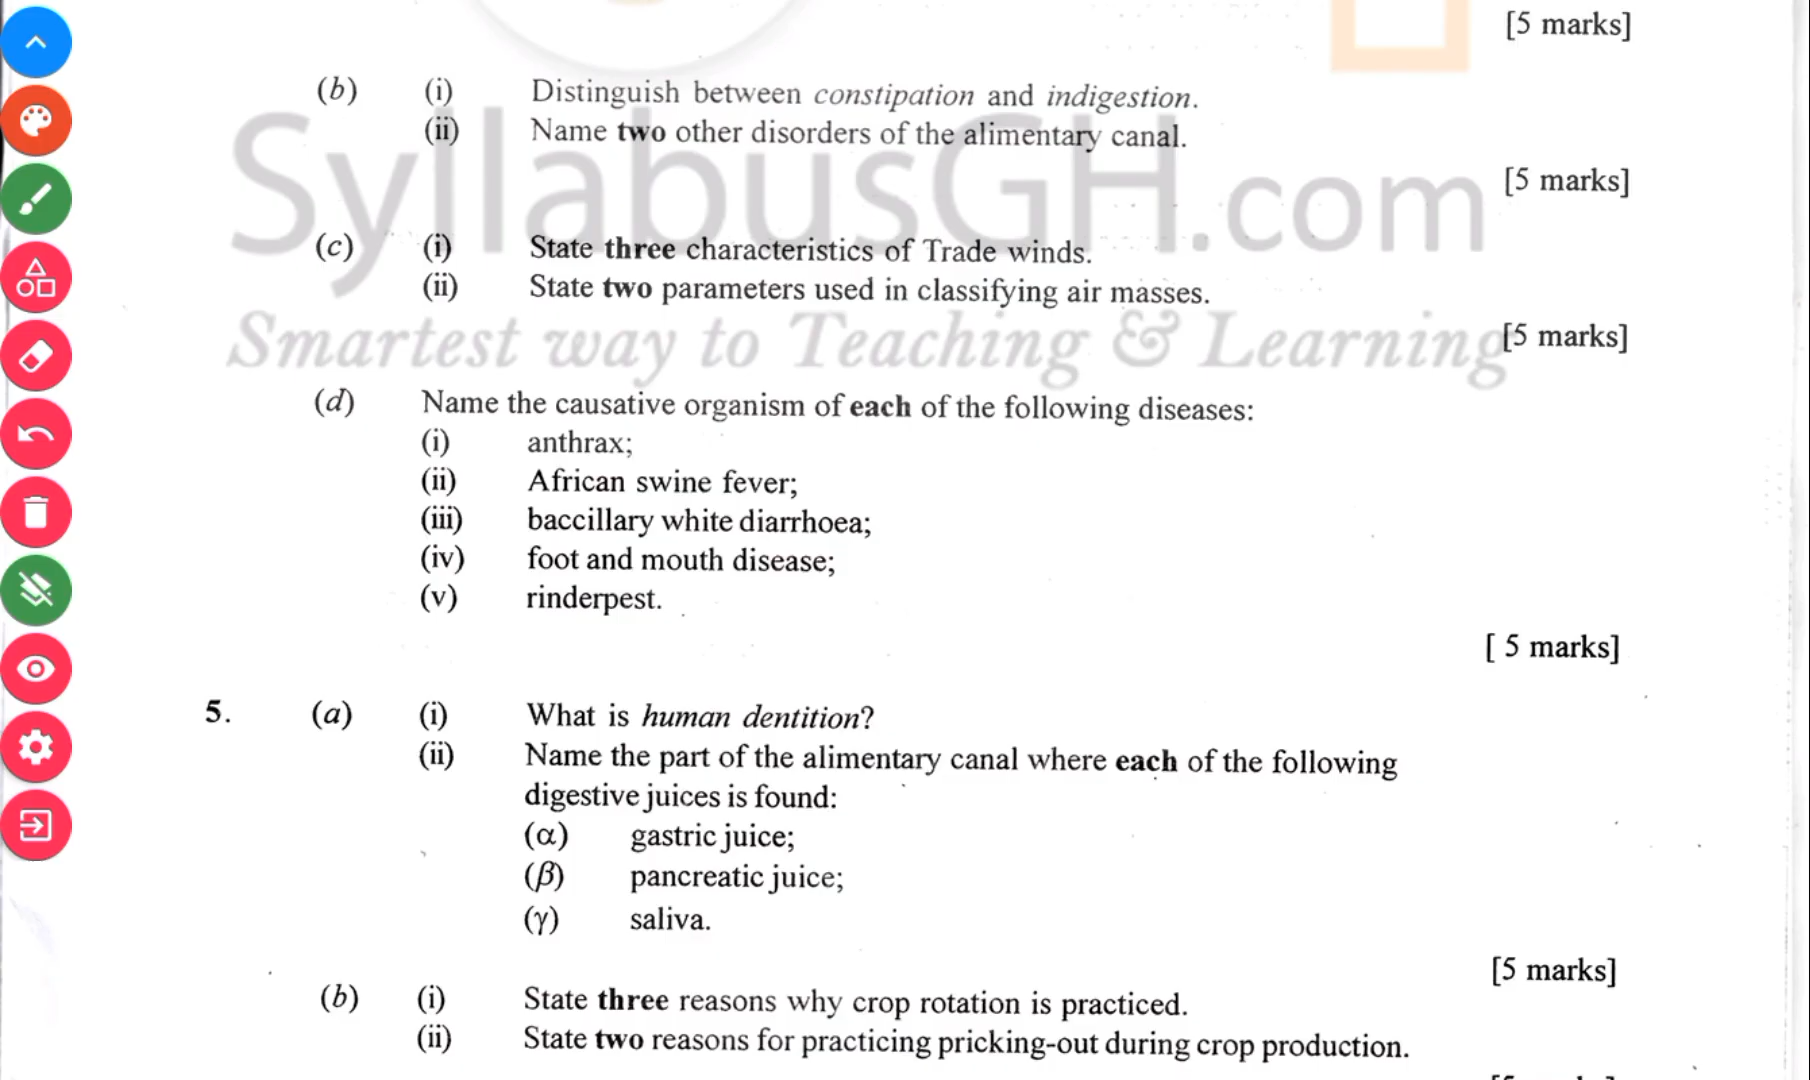 [5 marks]
(b) (i) Distinguish between constipation and indigestion.
(ii) Name two other disorders of the alimentary canal.
[5 marks]
SyllabusGH.com
(c) (i) State three characteristics of Trade winds.
(ii) State two parameters used in classifying air masses.
Smartest way to Teaching & Learning
[5 marks]
(d) Name the causative organism of each of the following diseases:
(i) anthrax;
(ii) African swine fever;
(iii) baccillary white diarrhoea;
(iv) foot and mouth disease;
(v) rinderpest.
[ 5 marks]
5. (a) (i) What is human dentition?
(ii) Name the part of the alimentary canal where each of the following
digestive juices is found:
(α) gastric juice;
(β) pancreatic juice;
(γ) saliva.
[5 marks]
(b) (i) State three reasons why crop rotation is practiced.
(ii) State two reasons for practicing pricking-out during crop production.